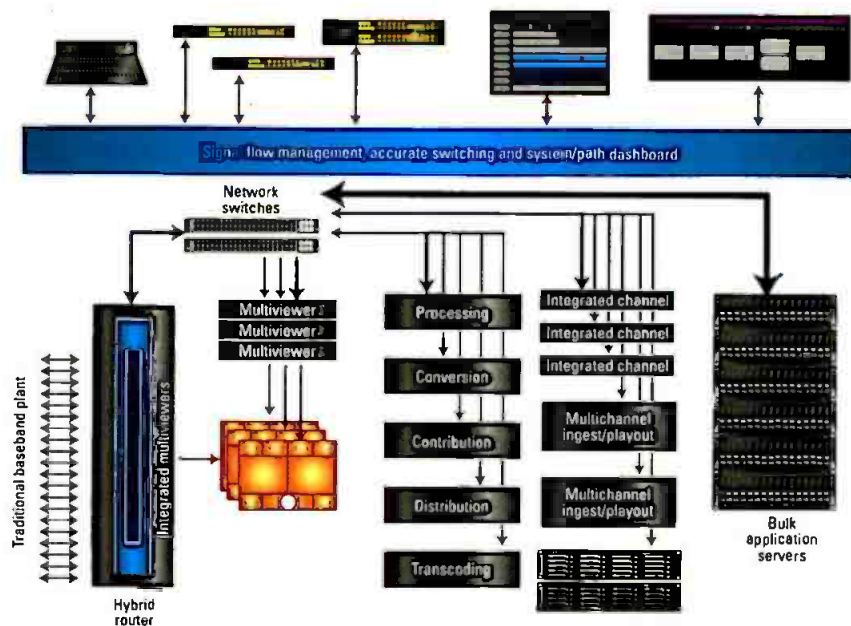 Signal flow management, accurate switching and system/path dashboard
Network
switches
Multiviewer
Multiviewer
Multiviewer
Processing
Conversion
Contribution
Distribution
Transcoding
Integrated channel
Integrated channel
Integrated channel
Multichannel
ingest/playout
Multichannel
ingest/playout
Bulk
application
servers
Traditional baseband plant
Integrated multiviewers
Hybrid
router